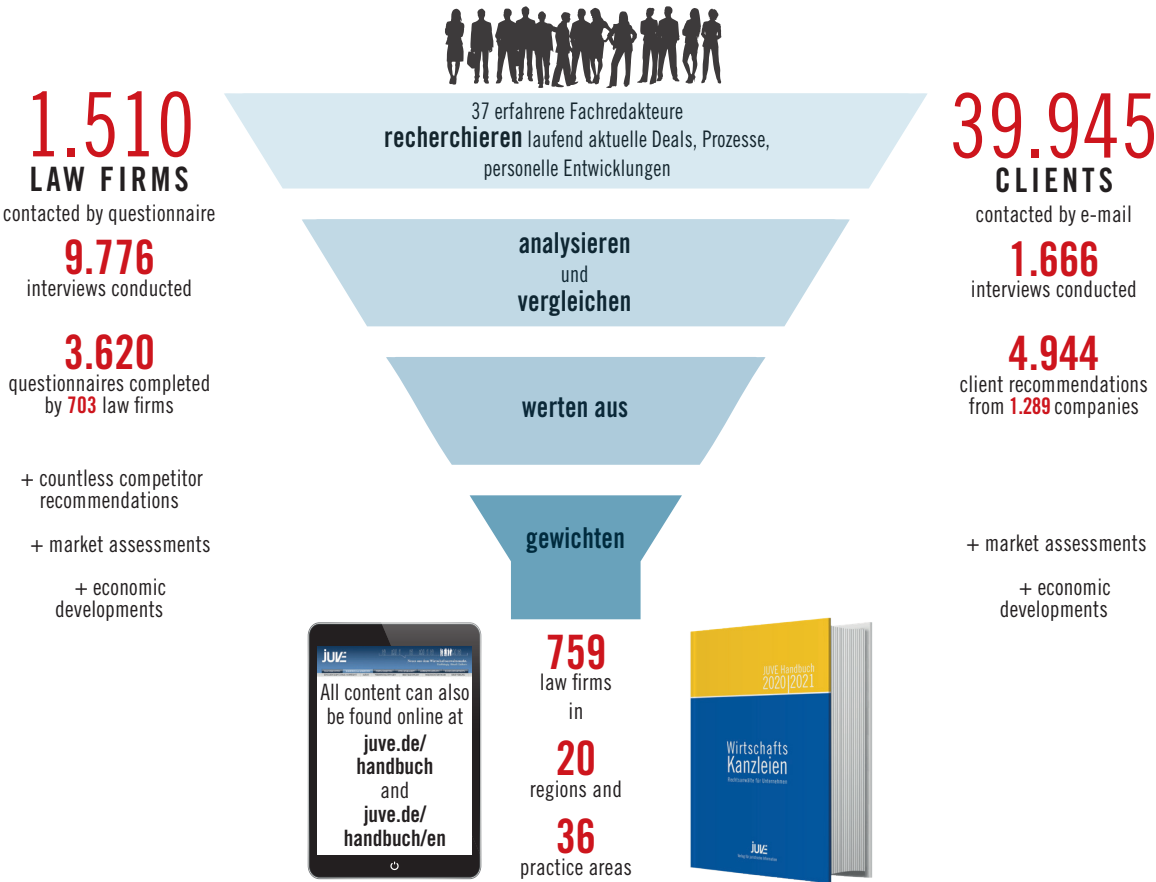 1.510
LAW FIRMS
contacted by questionnaire
9.776
interviews conducted
3.620
questionnaires completed
by 703 law firms
+ countless competitor
recommendations
+ market assessments
+ economic
developments
37 erfahrene Fachredakteure
recherchieren laufend aktuelle Deals, Prozesse,
personelle Entwicklungen
analysieren
und
vergleichen
werten aus
gewichten
39.945
CLIENTS
contacted by e-mail
1.666
interviews conducted
4.944
client recommendations
from 1.289 companies
+ market assessments
+ economic
developments
JUVE
All content can also
be found online at
juve.de/
handbuch
and
juve.de/
handbuch/en
759
law firms
in
20
regions and
36
practice areas
JUVE Handbuch
2020|2021
Wirtschafts
Kanzleien
Rechtsanwälte für Unternehmen
JUVE